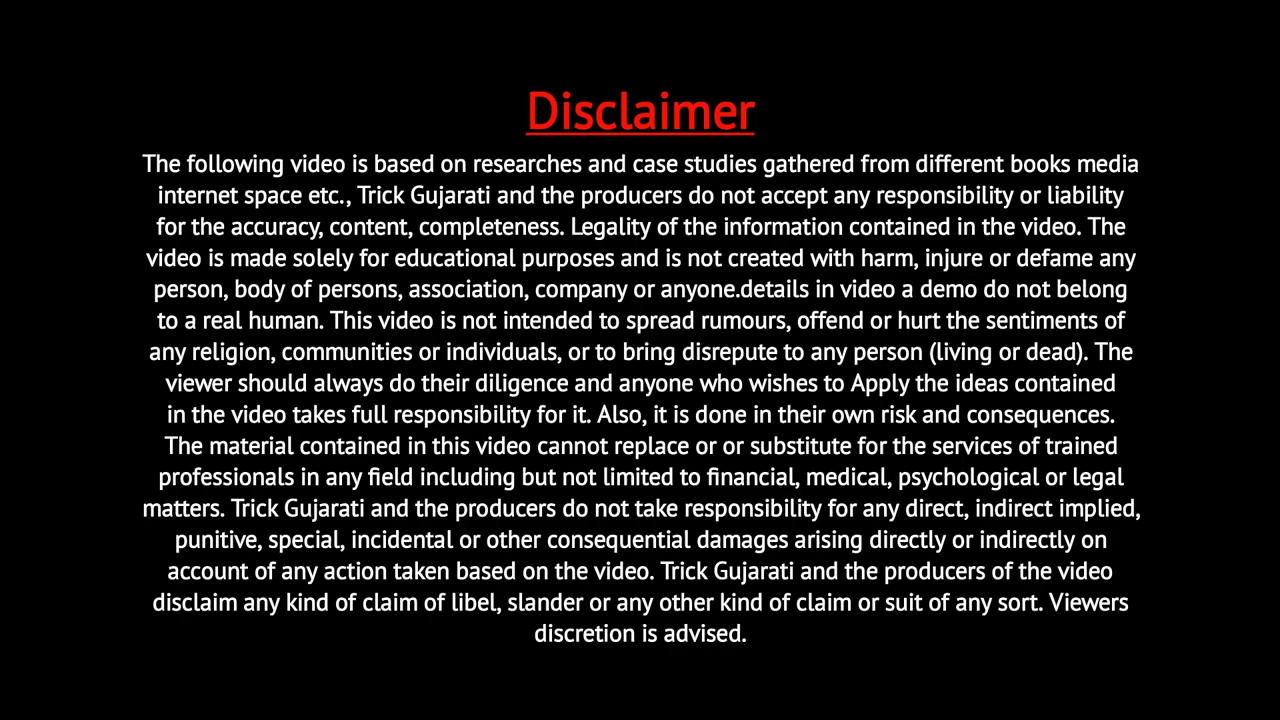 Disclaimer
The following video is based on researches and case studies gathered from different books media
internet space etc., Trick Gujarati and the producers do not accept any responsibility or liability
for the accuracy, content, completeness. Legality of the information contained in the video. The
video is made solely for educational purposes and is not created with harm, injure or defame any
person, body of persons, association, company or anyone.details in video a demo do not belong
to a real human. This video is not intended to spread rumours, offend or hurt the sentiments of
any religion, communities or individuals, or to bring disrepute to any person (living or dead). The
viewer should always do their diligence and anyone who wishes to Apply the ideas contained
in the video takes full responsibility for it. Also, it is done in their own risk and consequences.
The material contained in this video cannot replace or or substitute for the services of trained
professionals in any field including but not limited to financial, medical, psychological or legal
matters. Trick Gujarati and the producers do not take responsibility for any direct, indirect implied,
punitive, special, incidental or other consequential damages arising directly or indirectly on
account of any action taken based on the video. Trick Gujarati and the producers of the video
disclaim any kind of claim of libel, slander or any other kind of claim or suit of any sort. Viewers
discretion is advised.